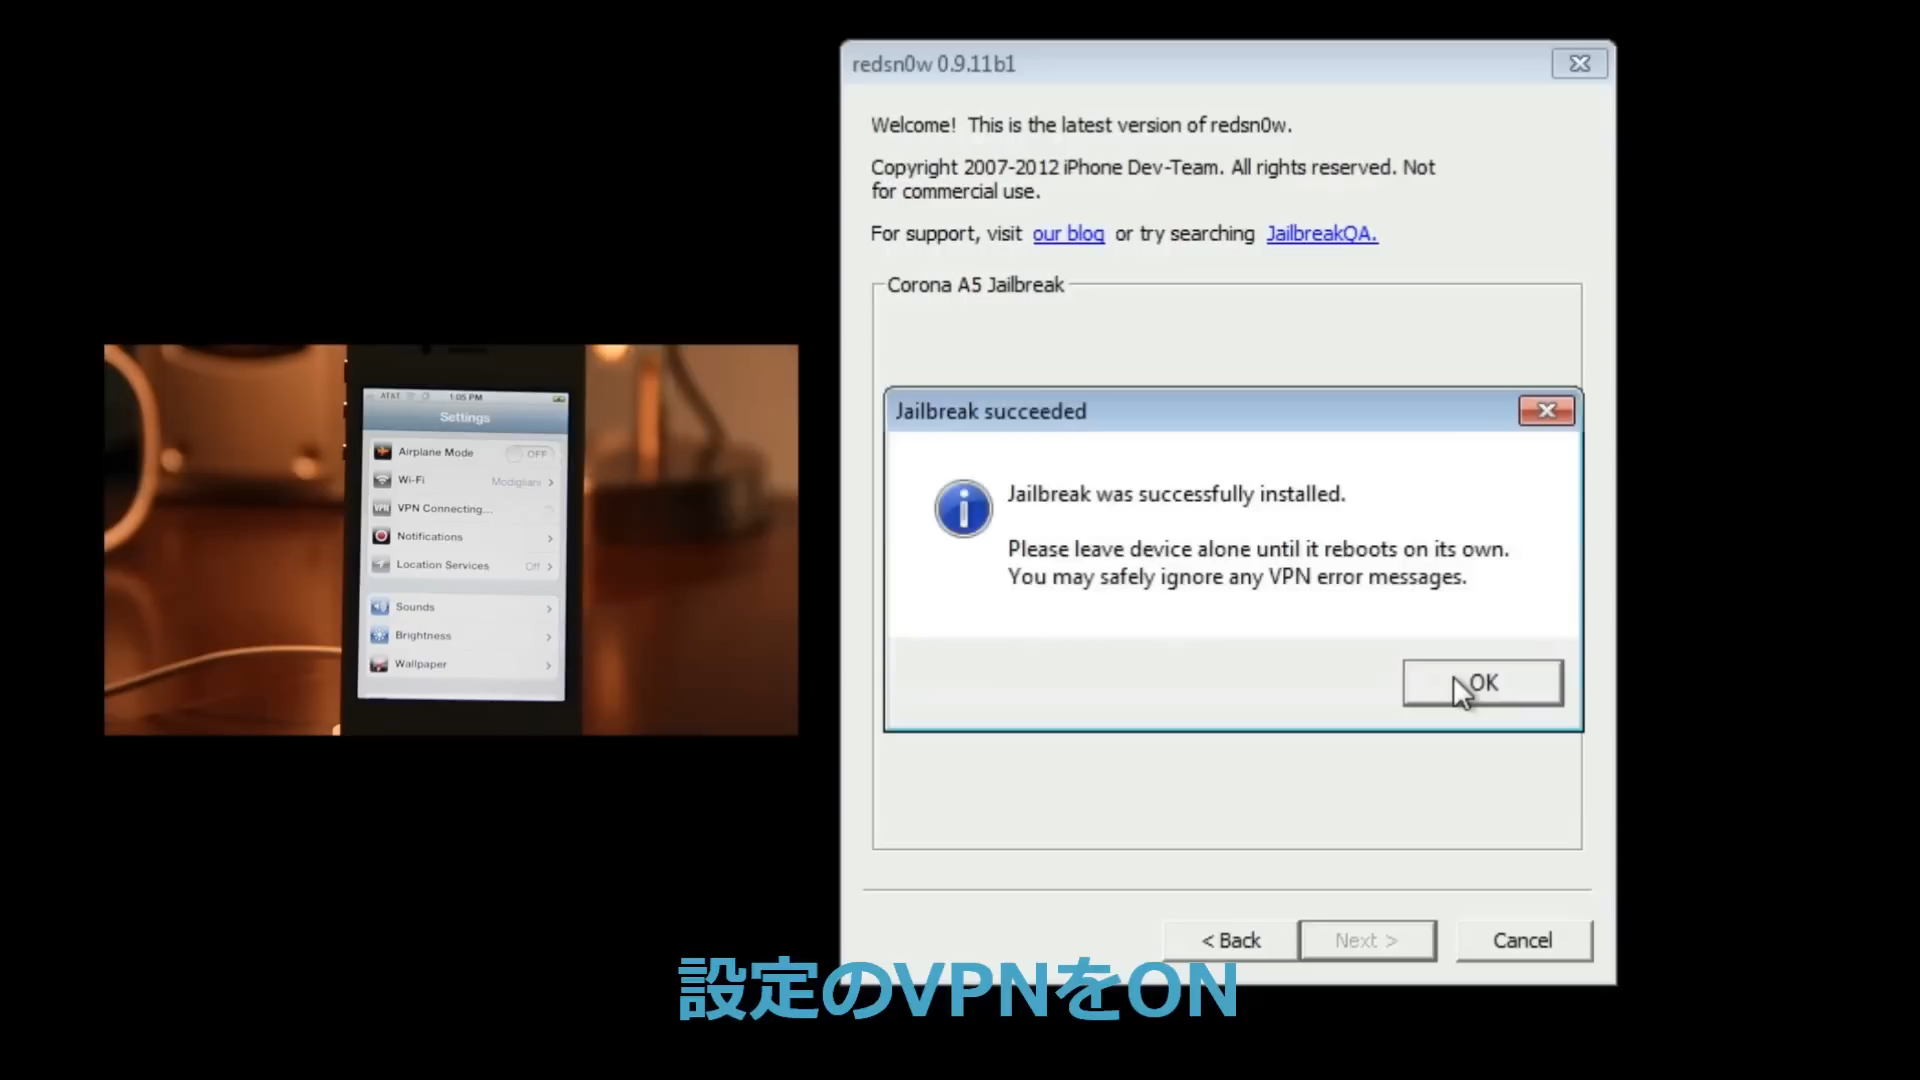 redsn0w 0.9.11b1
Welcome! This is the latest version of redsn0w.
Copyright 2007-2012 iPhone Dev-Team. All rights reserved. Not
for commercial use.
For support, visit our blog or try searching JailbreakQA.
Corona A5 Jailbreak
Jailbreak succeeded
Jailbreak was successfully installed.
Please leave device alone until it reboots on its own.
You may safely ignore any VPN error messages.
OK
< Back Next > Cancel
AT&T 1:05 PM
Settings
Airplane Mode OFF
Wi-Fi Modigliani
VPN VPN Connecting...
Notifications
Location Services Off
Sounds
Brightness
Wallpaper
設定のVPNをON